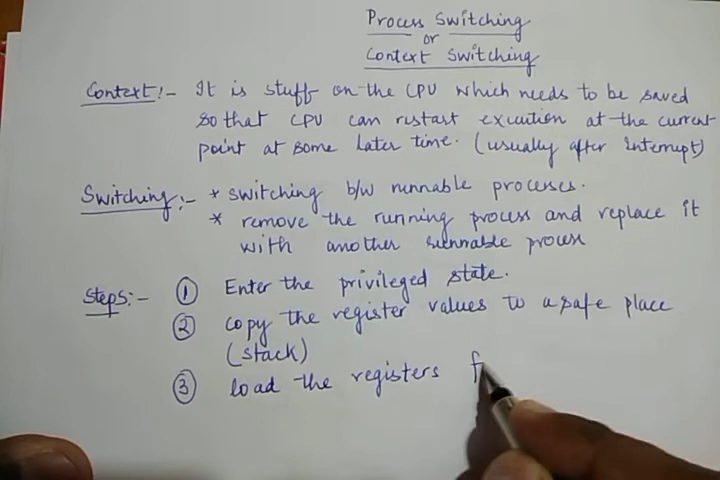 Process Switching
or
Context Switching
Context:- It is stuff on the CPU which needs to be saved
so that CPU can restart execution at the current
point at some later time. (usually after Interrupt)
Switching:- * switching b/w runnable processes.
* remove the running process and replace it
with another runnable process
Steps:- ① Enter the privileged state.
② copy the register values to a safe place
(stack)
③ load the registers f